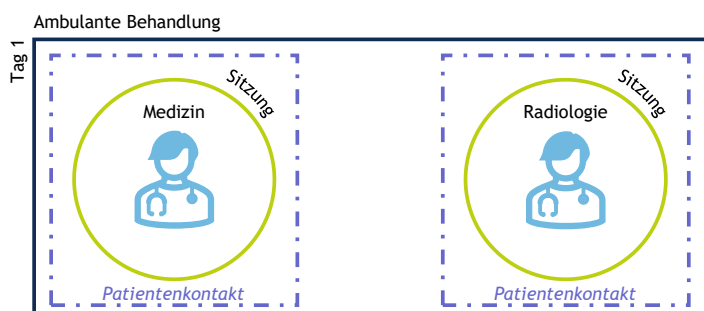 Ambulante Behandlung
Tag 1
Sitzung
Medizin
Patientenkontakt
Sitzung
Radiologie
Patientenkontakt